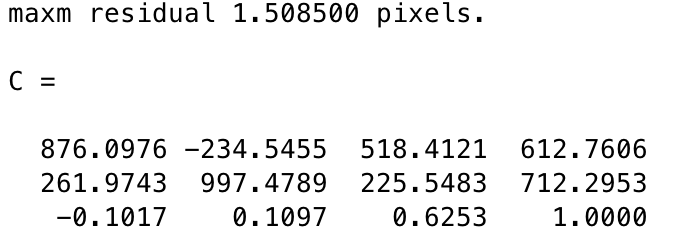 maxm residual 1.508500 pixels.
C =
876.0976 -234.5455 518.4121 612.7606
261.9743 997.4789 225.5483 712.2953
-0.1017 0.1097 0.6253 1.0000